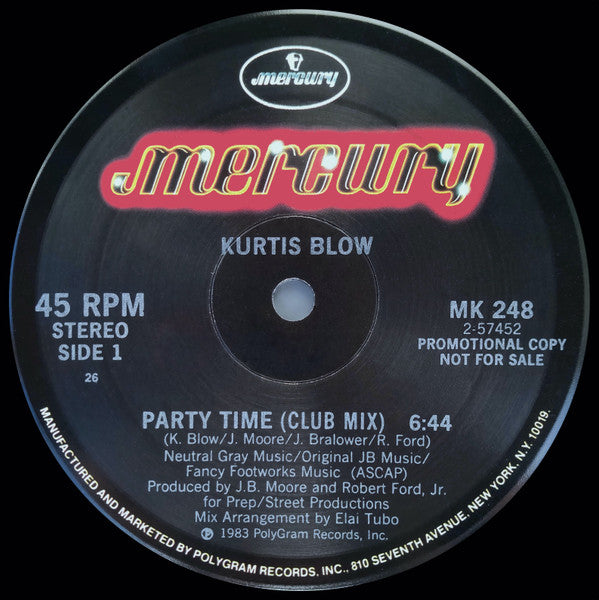 mercury
mercury
KURTIS BLOW
45 RPM
STEREO
SIDE 1
26
MK 248
2-57452
PROMOTIONAL COPY
NOT FOR SALE
PARTY TIME (CLUB MIX) 6:44
(K. Blow/J. Moore/J. Bralower/R. Ford)
Neutral Gray Music/Original JB Music/
Fancy Footworks Music (ASCAP)
Produced by J.B. Moore and Robert Ford, Jr.
for Prep/Street Productions
Mix Arrangement by Elai Tubo
℗ 1983 PolyGram Records, Inc.
MANUFACTURED AND MARKETED BY POLYGRAM RECORDS, INC., 810 SEVENTH AVENUE, NEW YORK, N.Y. 10019.